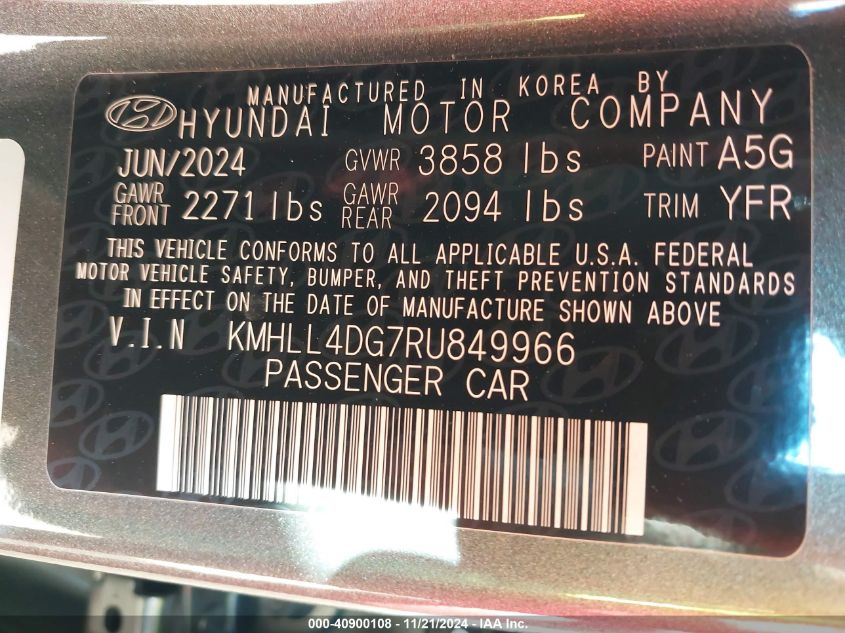 MANUFACTURED IN KOREA BY
HYUNDAI MOTOR COMPANY
JUN/2024 GVWR 3858 lbs PAINT A5G
GAWR FRONT 2271 lbs GAWR REAR 2094 lbs TRIM YFR
THIS VEHICLE CONFORMS TO ALL APPLICABLE U.S.A. FEDERAL
MOTOR VEHICLE SAFETY, BUMPER, AND THEFT PREVENTION STANDARDS
IN EFFECT ON THE DATE OF MANUFACTURE SHOWN ABOVE
V.I.N KMHLL4DG7RU849966
PASSENGER CAR
000-40900108 - 11/21/2024 - IAA Inc.